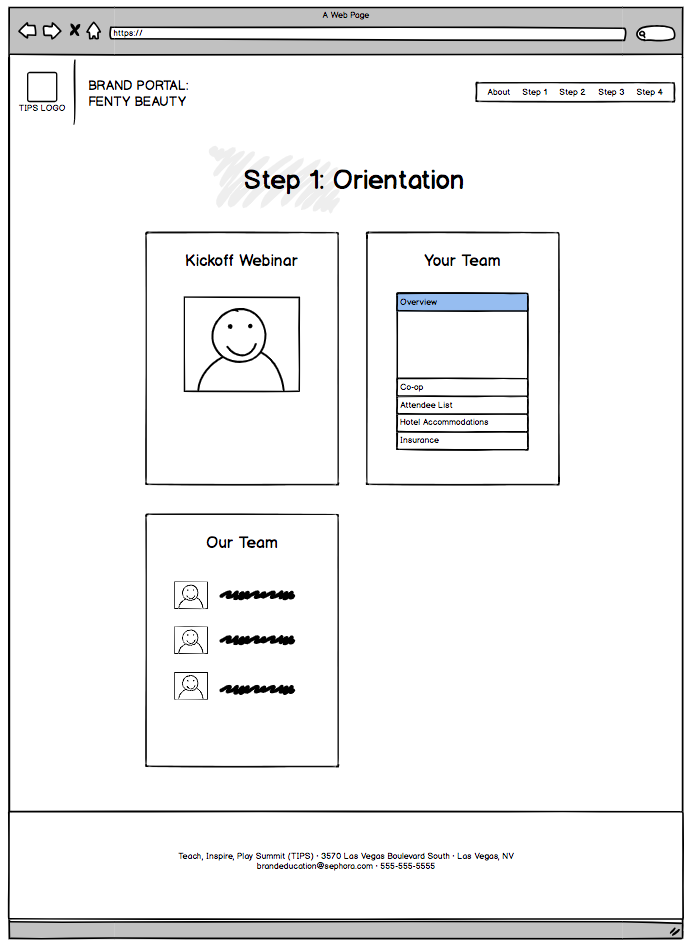 A Web Page
https://
TIPS LOGO
BRAND PORTAL:
FENTY BEAUTY
About Step 1 Step 2 Step 3 Step 4
Step 1: Orientation
Kickoff Webinar
Your Team
Overview
Co-op
Attendee List
Hotel Accommodations
Insurance
Our Team
Teach, Inspire, Play Summit (TIPS) · 3570 Las Vegas Boulevard South · Las Vegas, NV
brandeducation@sephora.com · 555-555-5555